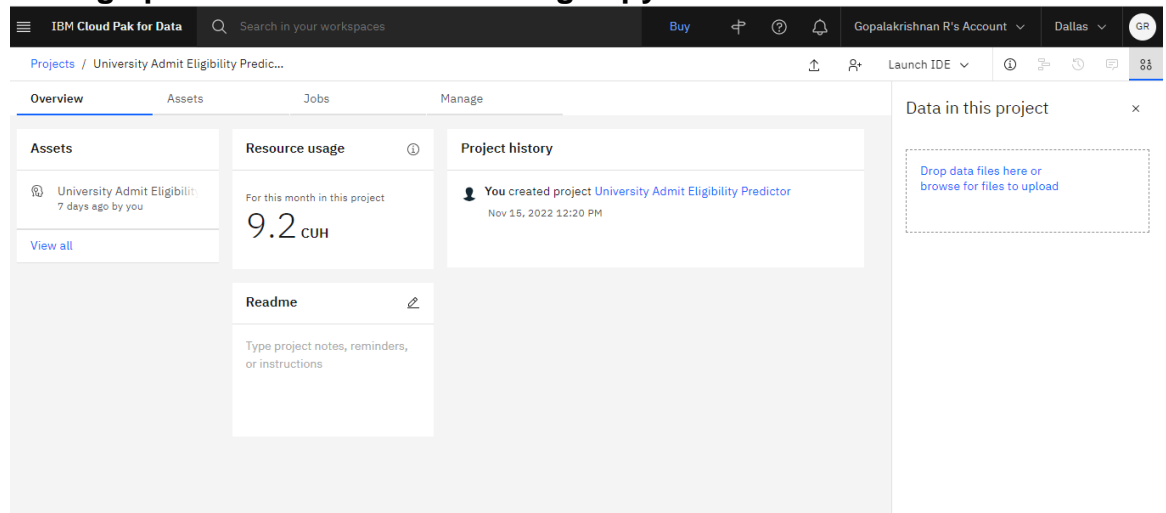 IBM Cloud Pak for Data Search in your workspaces Buy Gopalakrishnan R's Account Dallas GR
Projects / University Admit Eligibility Predic... Launch IDE
Overview Assets Jobs Manage
Assets
University Admit Eligibility
7 days ago by you
View all
Resource usage
For this month in this project
9.2 CUH
Readme
Type project notes, reminders,
or instructions
Project history
You created project University Admit Eligibility Predictor
Nov 15, 2022 12:20 PM
Data in this project ×
Drop data files here or
browse for files to upload